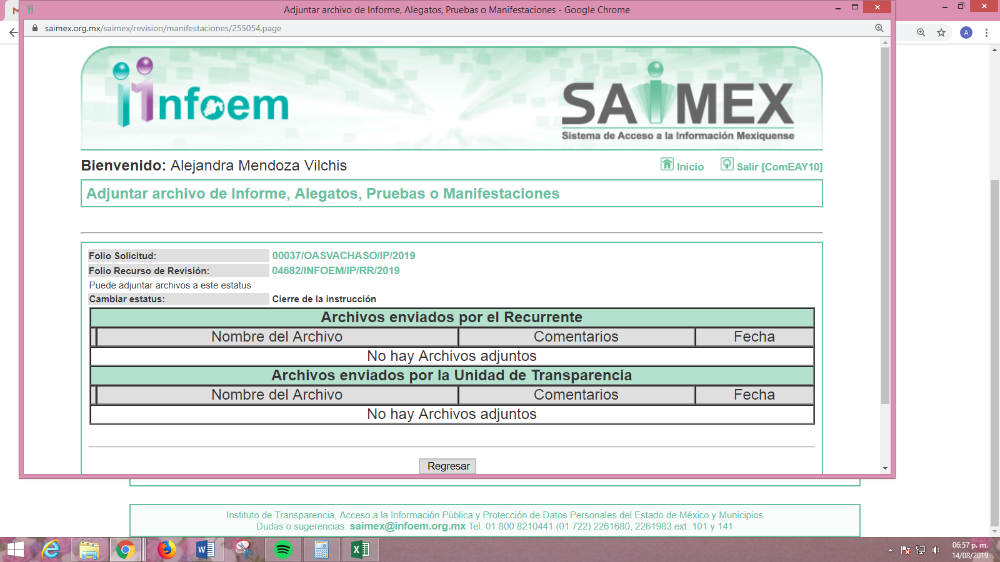 Adjuntar archivo de Informe, Alegatos, Pruebas o Manifestaciones - Google Chrome
saimex.org.mx/saimex/revision/manifestaciones/255054.page
A
infoem
SAIMEX
Sistema de Acceso a la Información Mexiquense
Bienvenido: Alejandra Mendoza Vilchis
Inicio
Salir [ComEAY10]
Adjuntar archivo de Informe, Alegatos, Pruebas o Manifestaciones
Folio Solicitud: 00037/OASVACHASO/IP/2019
Folio Recurso de Revisión: 04682/INFOEM/IP/RR/2019
Puede adjuntar archivos a este estatus
Cambiar estatus: Cierre de la instrucción
Archivos enviados por el Recurrente
Nombre del Archivo Comentarios Fecha
No hay Archivos adjuntos
Archivos enviados por la Unidad de Transparencia
Nombre del Archivo Comentarios Fecha
No hay Archivos adjuntos
Regresar
Instituto de Transparencia, Acceso a la Información Pública y Protección de Datos Personales del Estado de México y Municipios
Dudas o sugerencias: saimex@infoem.org.mx Tel. 01 800 8210441 (01 722) 2261680, 2261983 ext. 101 y 141
06:57 p. m.
14/08/2019